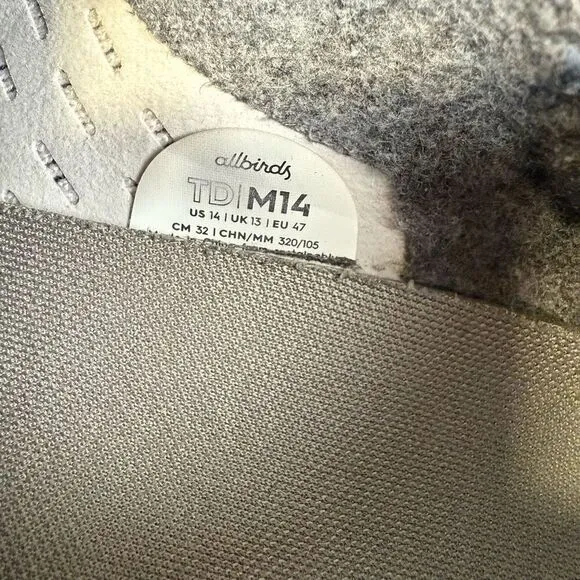 allbirds
TD|M14
US 14 | UK 13 | EU 47
CM 32 | CHN/MM 320/105